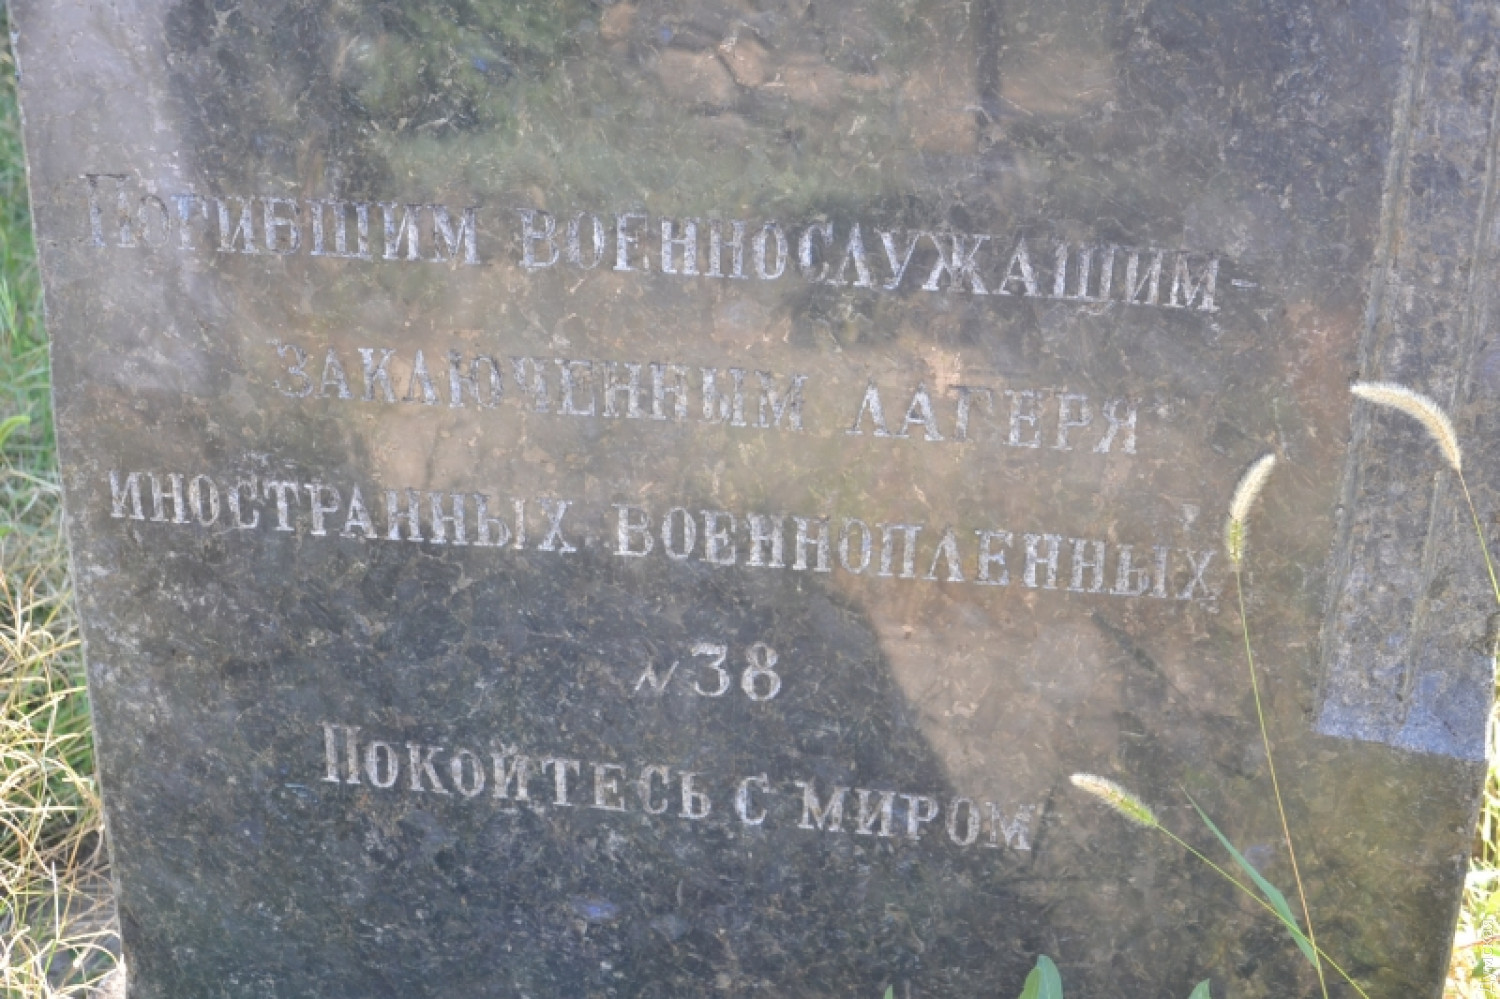 Погибшим военнослужащим-
заключенным лагеря
иностранных военнопленных
№38
Покойтесь с миром